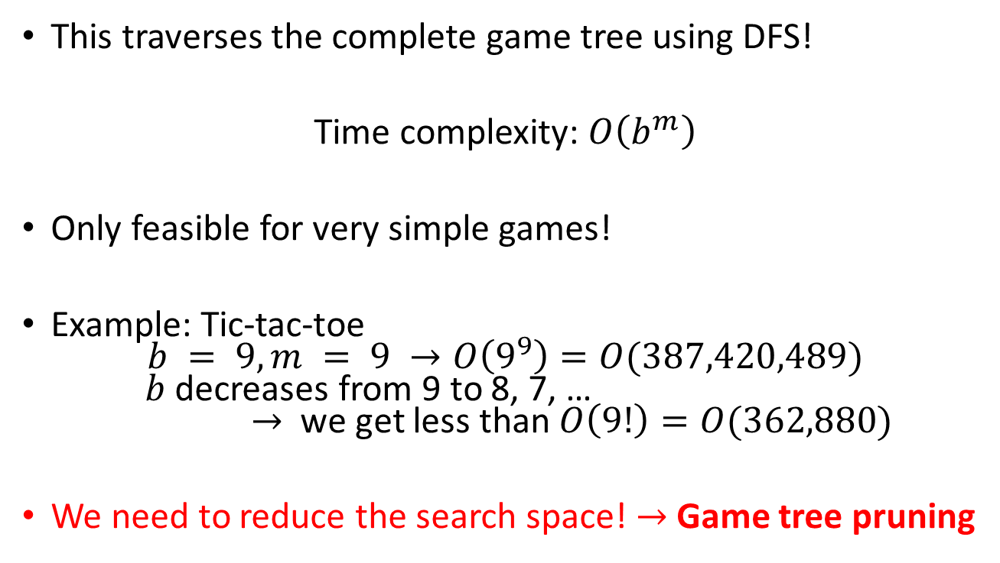 • This traverses the complete game tree using DFS!
Time complexity: O(b^m)
• Only feasible for very simple games!
• Example: Tic-tac-toe
b = 9, m = 9 → O(9^9) = O(387,420,489)
b decreases from 9 to 8, 7, …
→ we get less than O(9!) = O(362,880)
• We need to reduce the search space! → Game tree pruning